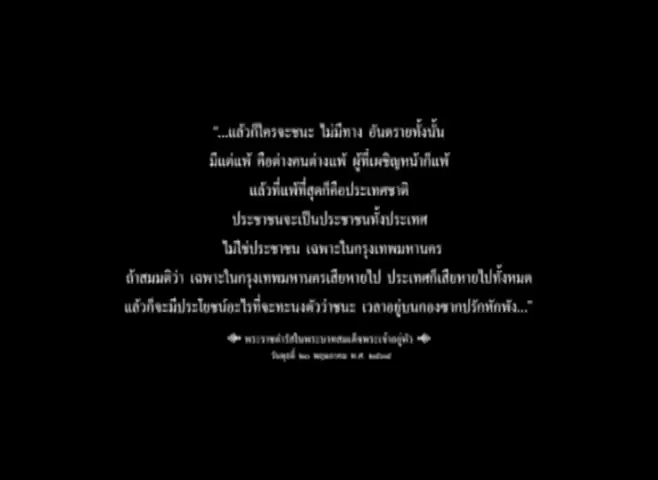 "...แล้วก็ใครจะชนะ ไม่มีทาง อันตรายทั้งนั้น
มีแต่แพ้ คือต่างคนต่างแพ้ ผู้ที่เผชิญหน้าก็แพ้
แล้วที่แพ้ที่สุดก็คือประเทศชาติ
ประชาชนจะเป็นประชาชนทั้งประเทศ
ไม่ใช่ประชาชน เฉพาะในกรุงเทพมหานคร
ถ้าสมมติว่า เฉพาะในกรุงเทพมหานครเสียหายไป ประเทศก็เสียหายไปทั้งหมด
แล้วก็จะมีประโยชน์อะไรที่จะทะนงตัวว่าชนะ เวลาอยู่บนกองซากปรักหักพัง..."
พระราชดำรัสในพระบาทสมเด็จพระเจ้าอยู่หัว
วันพุธที่ ๒๐ พฤษภาคม พ.ศ. ๒๕๓๕